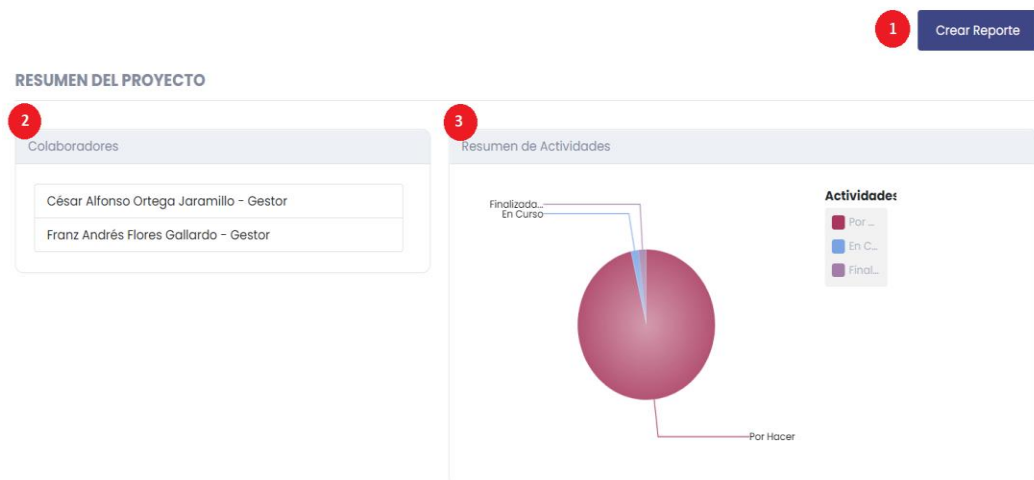 1
Crear Reporte
RESUMEN DEL PROYECTO
2
Colaboradores
César Alfonso Ortega Jaramillo - Gestor
Franz Andrés Flores Gallardo - Gestor
3
Resumen de Actividades
Finalizada...
En Curso
Por Hacer
Actividades
Por ...
En C...
Final...